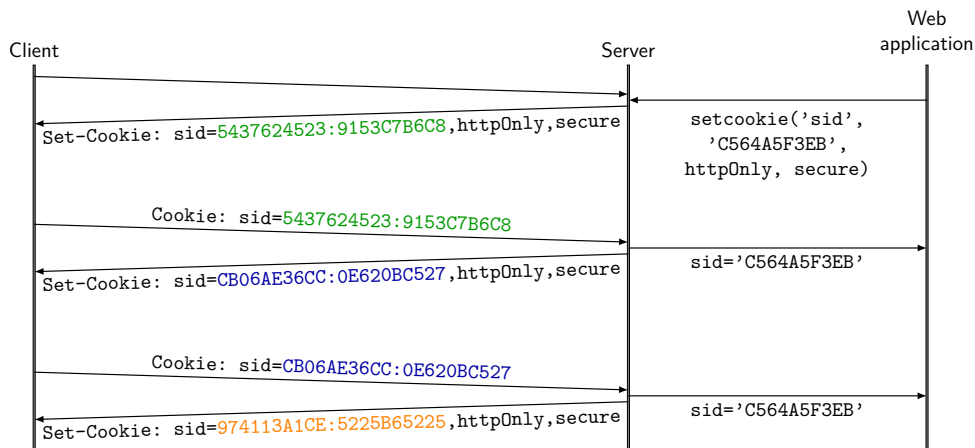 Client
Server
Web
application
Set-Cookie: sid=5437624523:9153C7B6C8,httpOnly,secure
setcookie('sid',
'C564A5F3EB',
httpOnly, secure)
Cookie: sid=5437624523:9153C7B6C8
Set-Cookie: sid=CB06AE36CC:0E620BC527,httpOnly,secure
sid='C564A5F3EB'
Cookie: sid=CB06AE36CC:0E620BC527
Set-Cookie: sid=974113A1CE:5225B65225,httpOnly,secure
sid='C564A5F3EB'